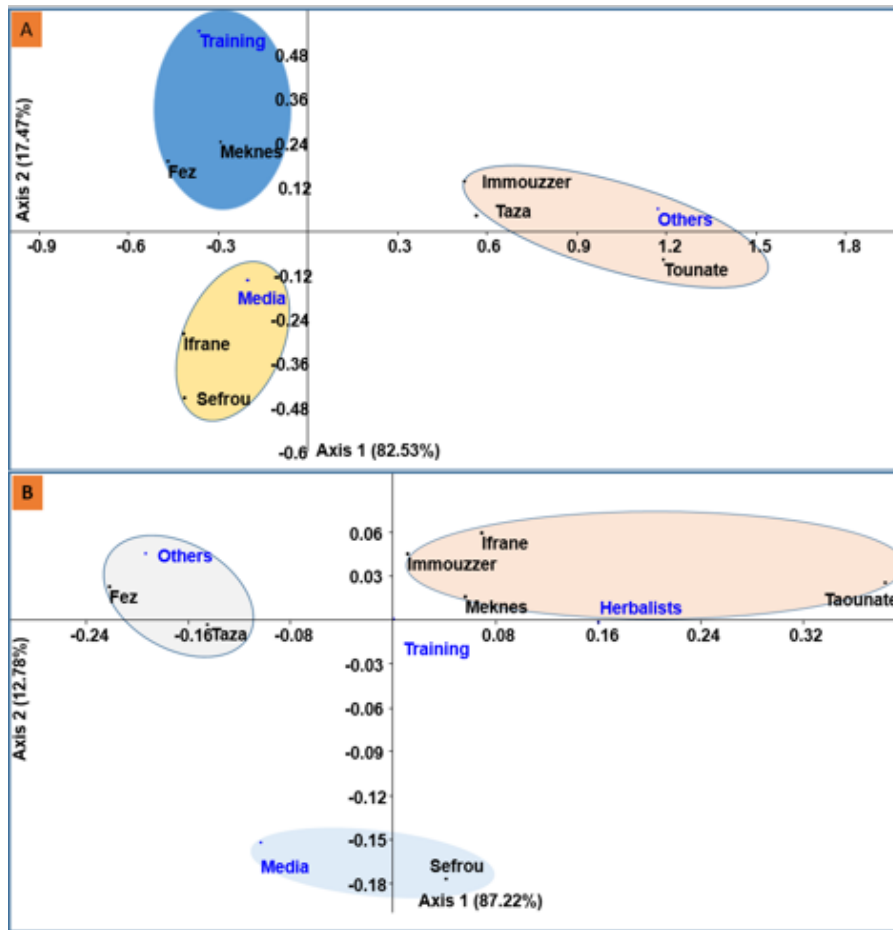 A
Training
0.48
0.36
Axis 2 (17.47%)
0.24
Meknes
Fez
0.12
Immouzzer
Taza
Others
-0.9 -0.6 -0.3 0.3 0.6 0.9 1.2 1.5 1.8
Tounate
-0.12
Media
-0.24
Ifrane
-0.36
Sefrou
-0.48
-0.6
Axis 1 (82.53%)
B
0.06
Ifrane
Others
Immouzzer
0.03
Fez
Meknes
Herbalists
Taounate
-0.24 -0.16 Taza -0.08 0.08 0.16 0.24 0.32
Training
-0.03
Axis 2 (12.78%)
-0.06
-0.09
-0.12
-0.15
Media
Sefrou
-0.18
Axis 1 (87.22%)